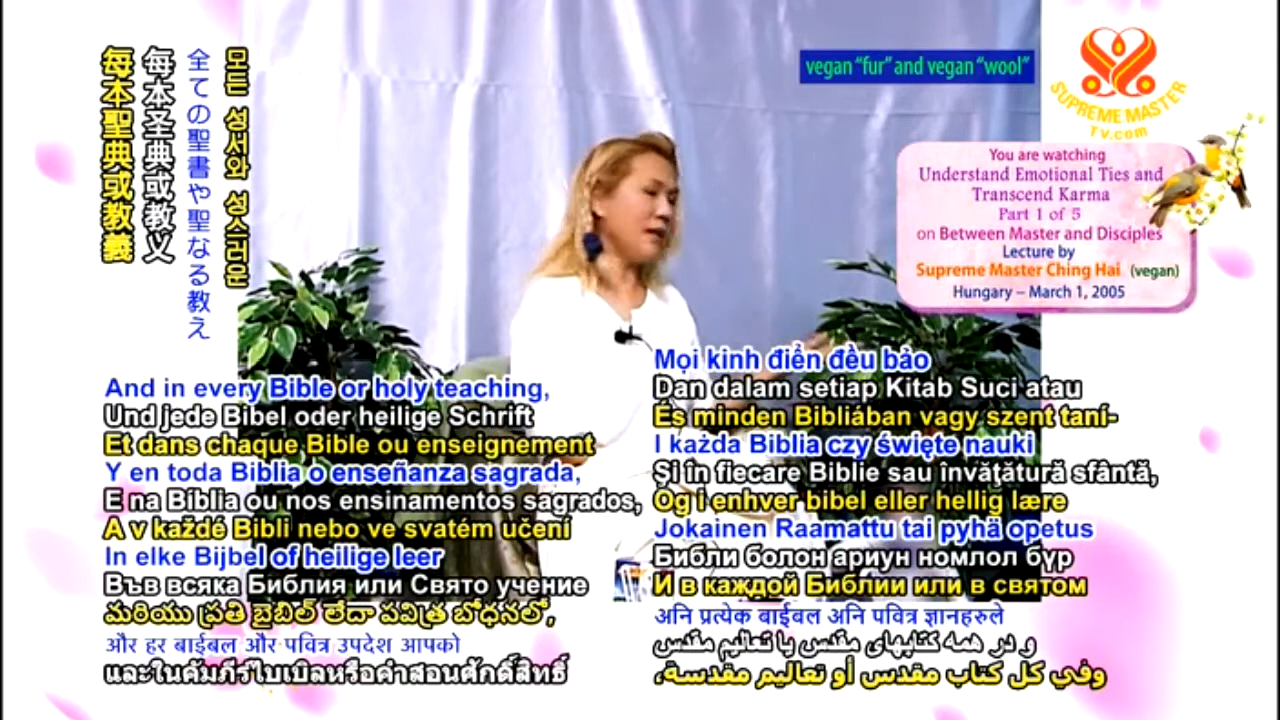 每本聖典或教義
每本圣典或教义
全ての聖書や聖なる教え
모든 성서와 성스러운
vegan "fur" and vegan "wool"
SUPREME MASTER
TV.com
You are watching
Understand Emotional Ties and
Transcend Karma
Part 1 of 5
on Between Master and Disciples
Lecture by
Supreme Master Ching Hai (vegan)
Hungary – March 1, 2005
And in every Bible or holy teaching,
Und jede Bibel oder heilige Schrift
Et dans chaque Bible ou enseignement
Y en toda Biblia o enseñanza sagrada,
E na Bíblia ou nos ensinamentos sagrados,
A v každé Bibli nebo ve svatém učení
In elke Bijbel of heilige leer
Във всяка Библия или Свято учение
మరియు ప్రతి బైబిల్ లేదా పవిత్ర బోధనలో,
और हर बाईबल और पवित्र उपदेश आपको
และในคัมภีร์ไบเบิลหรือคำสอนศักดิ์สิทธิ์
Mọi kinh điển đều bảo
Dan dalam setiap Kitab Suci atau
És minden Bibliában vagy szent taní-
I każda Biblia czy święte nauki
Şi în fiecare Biblie sau învăţătură sfântă,
Og i enhver bibel eller hellig lære
Jokainen Raamattu tai pyhä opetus
Библи болон ариун номлол бүр
И в каждой Библии или в святом
अनि प्रत्येक बाईबल अनि पवित्र ज्ञानहरुले
و در همه کتابهای مقدس یا تعالیم مقدس
وفي كل كتاب مقدس أو تعاليم مقدسة،